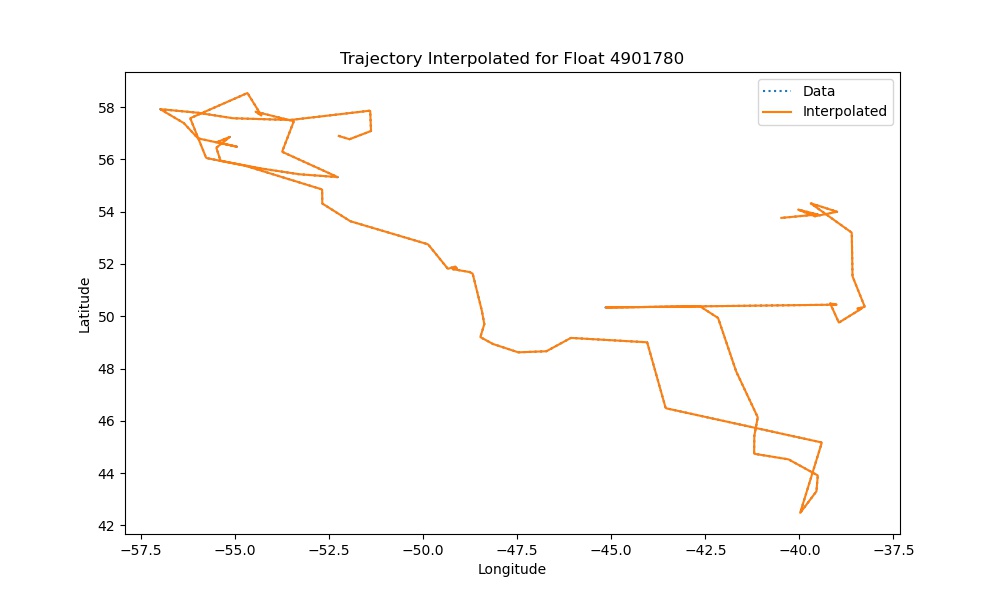 Trajectory Interpolated for Float 4901780
Data
Interpolated
58
56
54
52
50
48
46
44
42
Latitude
−57.5 −55.0 −52.5 −50.0 −47.5 −45.0 −42.5 −40.0 −37.5
Longitude